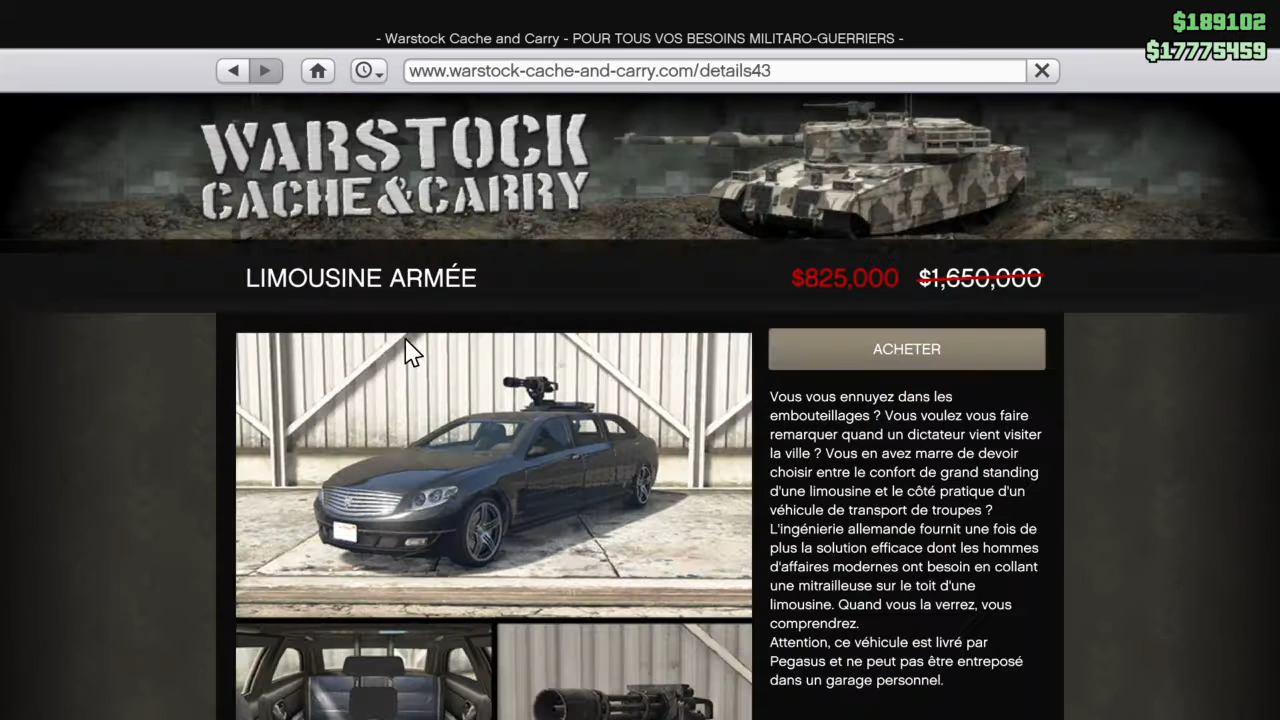 $189102
- Warstock Cache and Carry - POUR TOUS VOS BESOINS MILITARO-GUERRIERS -
$17775459
www.warstock-cache-and-carry.com/details43
WARSTOCK
CACHE&CARRY
LIMOUSINE ARMÉE
$825,000 $1,650,000
ACHETER
Vous vous ennuyez dans les
embouteillages ? Vous voulez vous faire
remarquer quand un dictateur vient visiter
la ville ? Vous en avez marre de devoir
choisir entre le confort de grand standing
d'une limousine et le côté pratique d'un
véhicule de transport de troupes ?
L'ingénierie allemande fournit une fois de
plus la solution efficace dont les hommes
d'affaires modernes ont besoin en collant
une mitrailleuse sur le toit d'une
limousine. Quand vous la verrez, vous
comprendrez.
Attention, ce véhicule est livré par
Pegasus et ne peut pas être entreposé
dans un garage personnel.